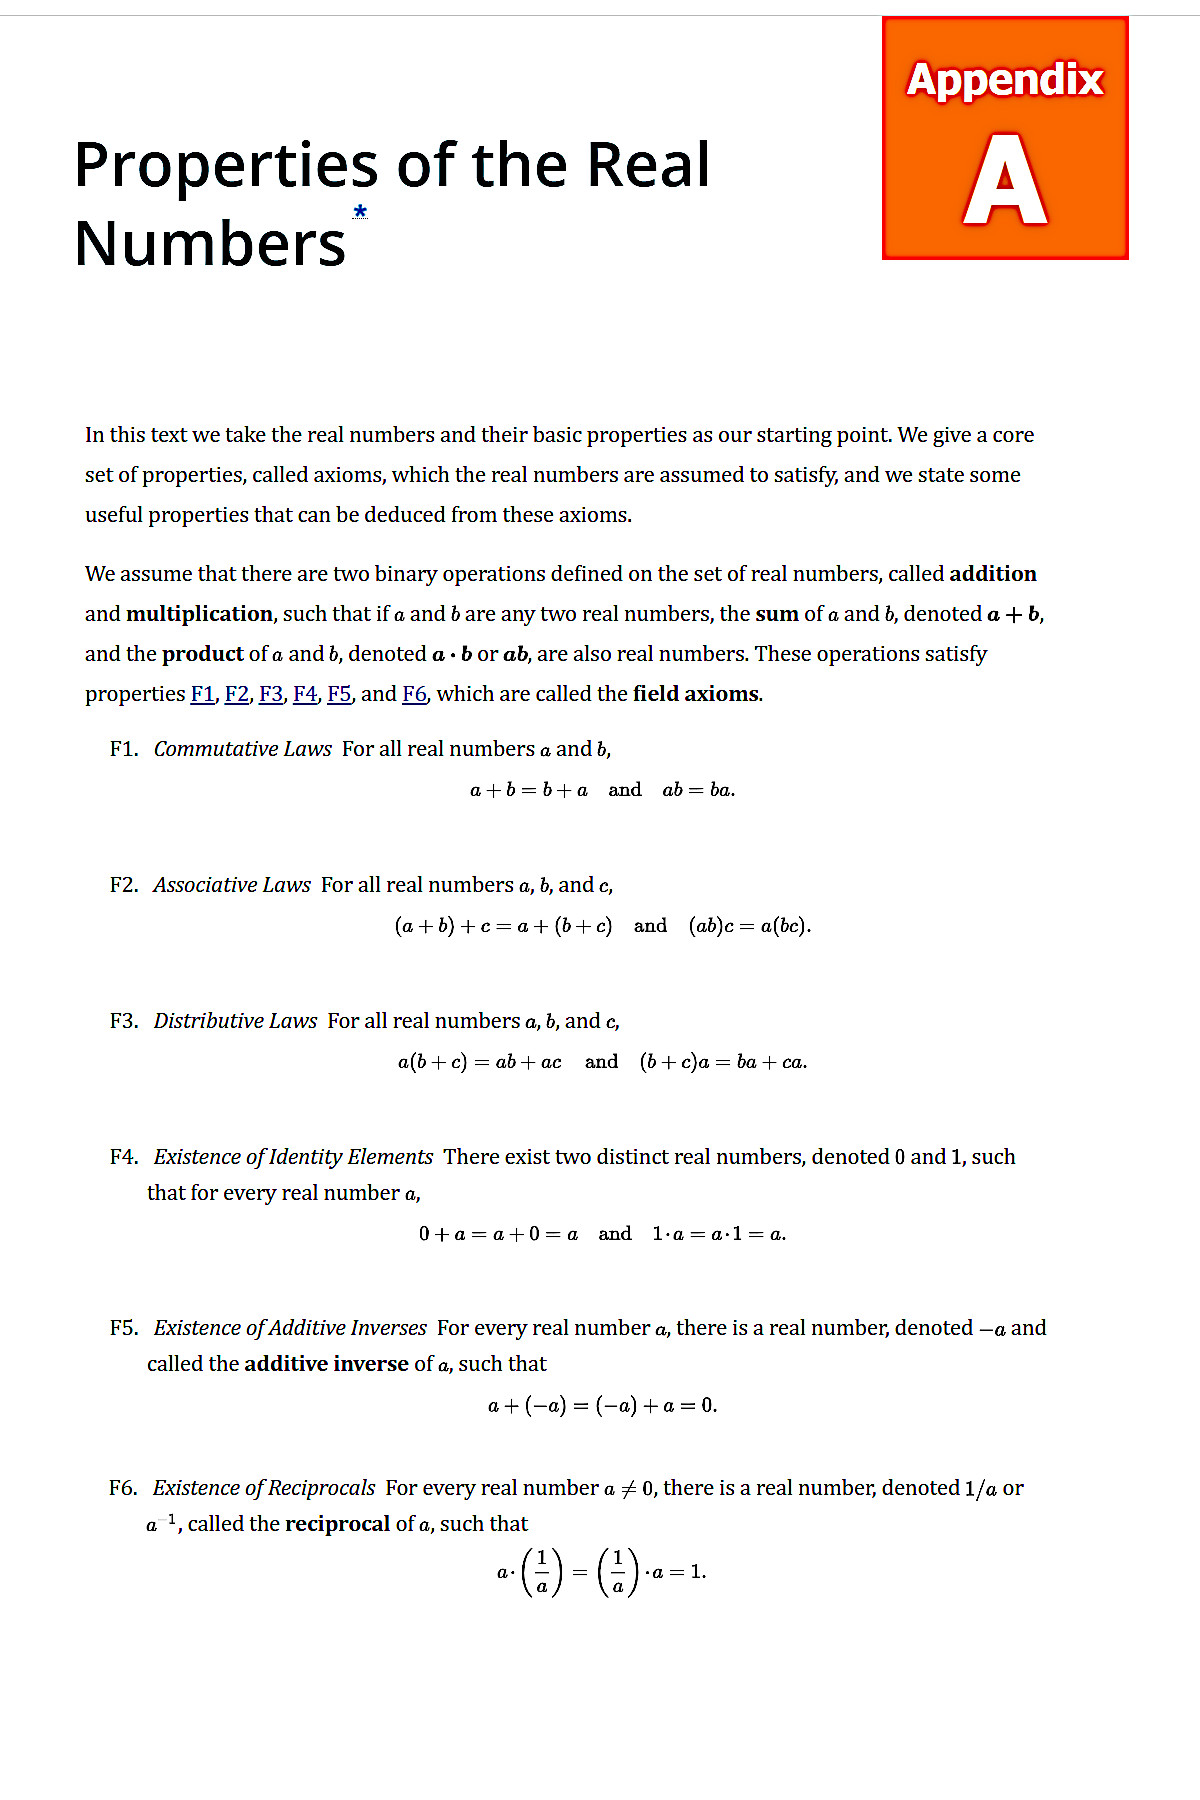 Appendix
A
Properties of the Real
Numbers*
In this text we take the real numbers and their basic properties as our starting point. We give a core
set of properties, called axioms, which the real numbers are assumed to satisfy, and we state some
useful properties that can be deduced from these axioms.
We assume that there are two binary operations defined on the set of real numbers, called addition
and multiplication, such that if a and b are any two real numbers, the sum of a and b, denoted a + b,
and the product of a and b, denoted a · b or ab, are also real numbers. These operations satisfy
properties F1, F2, F3, F4, F5, and F6, which are called the field axioms.
F1. Commutative Laws For all real numbers a and b,
a + b = b + a and ab = ba.
F2. Associative Laws For all real numbers a, b, and c,
(a + b) + c = a + (b + c) and (ab)c = a(bc).
F3. Distributive Laws For all real numbers a, b, and c,
a(b + c) = ab + ac and (b + c)a = ba + ca.
F4. Existence of Identity Elements There exist two distinct real numbers, denoted 0 and 1, such
that for every real number a,
0 + a = a + 0 = a and 1·a = a·1 = a.
F5. Existence of Additive Inverses For every real number a, there is a real number, denoted −a and
called the additive inverse of a, such that
a + (−a) = (−a) + a = 0.
F6. Existence of Reciprocals For every real number a ≠ 0, there is a real number, denoted 1/a or
a⁻¹, called the reciprocal of a, such that
a·(1/a) = (1/a)·a = 1.